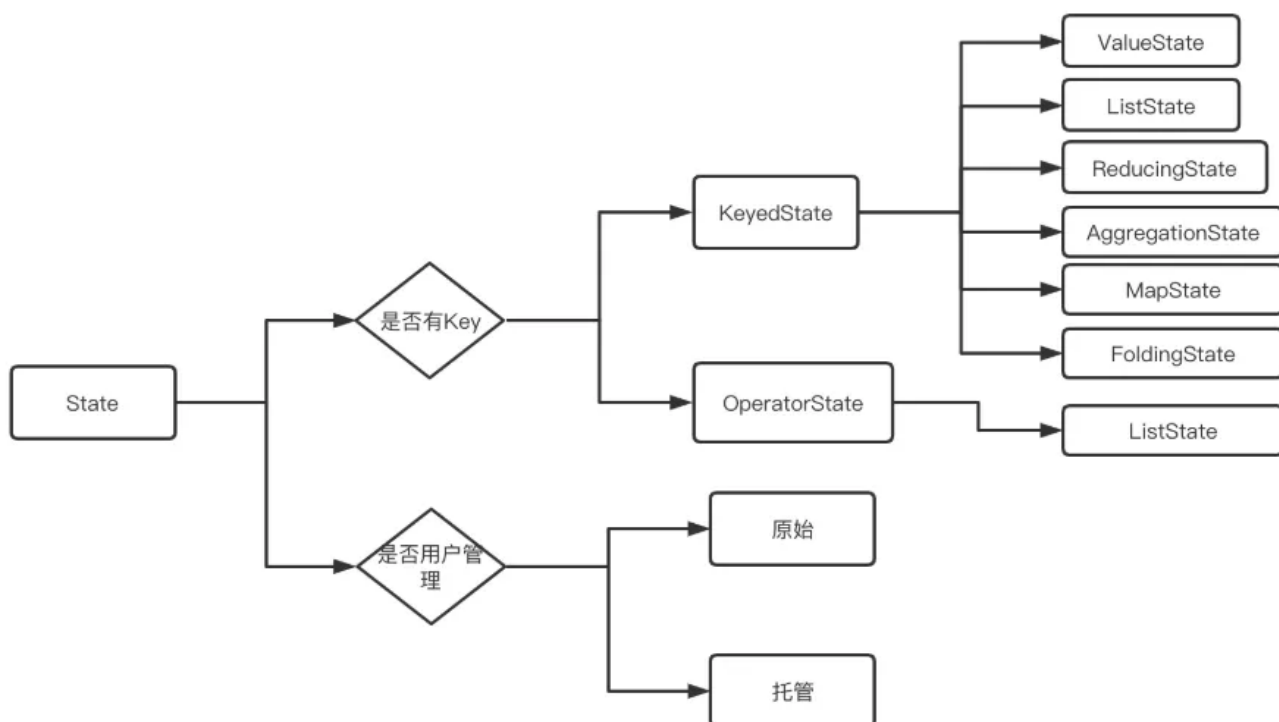 State
是否有Key
KeyedState
ValueState
ListState
ReducingState
AggregationState
MapState
FoldingState
OperatorState
ListState
是否用户管
理
原始
托管